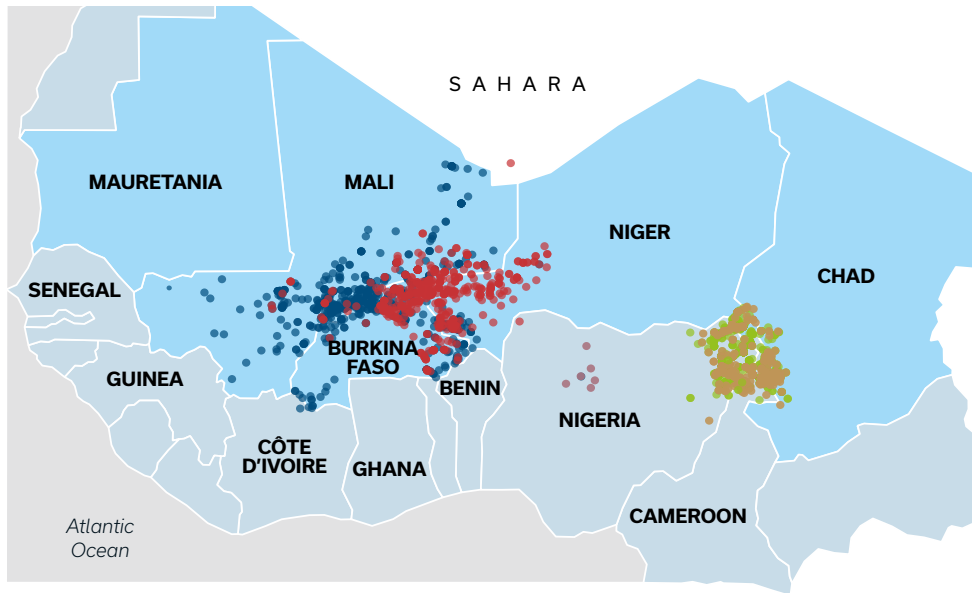 SAHARA
MAURETANIA
MALI
NIGER
CHAD
SENEGAL
BURKINA
FASO
GUINEA
BENIN
NIGERIA
CÔTE
D'IVOIRE
GHANA
CAMEROON
Atlantic
Ocean